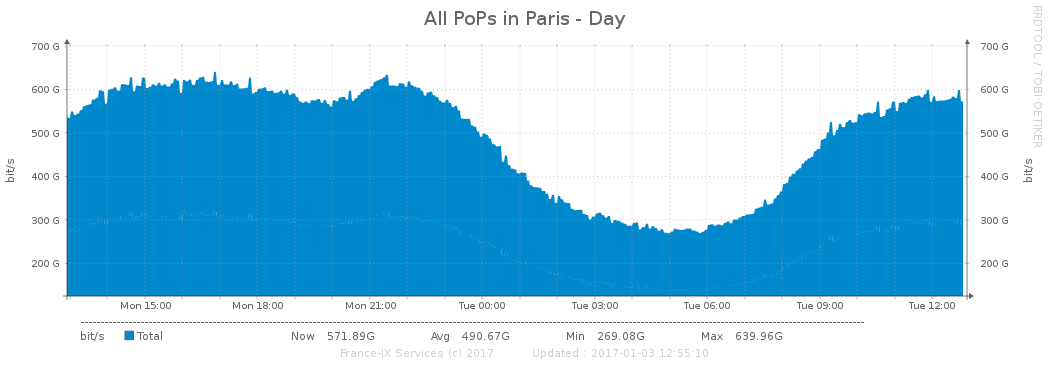 All PoPs in Paris - Day
RRDTOOL / TOBI OETIKER
700 G 700 G
600 G 600 G
500 G 500 G
400 G 400 G
300 G 300 G
200 G 200 G
bit/s bit/s
Mon 15:00 Mon 18:00 Mon 21:00 Tue 00:00 Tue 03:00 Tue 06:00 Tue 09:00 Tue 12:00
bit/s Total Now 571.89G Avg 490.67G Min 269.08G Max 639.96G
France-IX Services (c) 2017 Updated : 2017-01-03 12:55:10